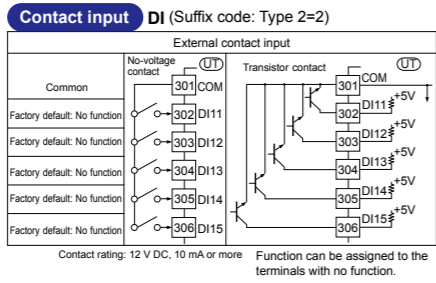 Contact input DI (Suffix code: Type 2=2)
External contact input
No-voltage contact UT Transistor contact UT
Common 301 COM 301 COM
Factory default: No function 302 DI11 302 DI11 +5V
Factory default: No function 303 DI12 303 DI12 +5V
Factory default: No function 304 DI13 304 DI13 +5V
Factory default: No function 305 DI14 305 DI14 +5V
Factory default: No function 306 DI15 306 DI15 +5V
Contact rating: 12 V DC, 10 mA or more
Function can be assigned to the
terminals with no function.